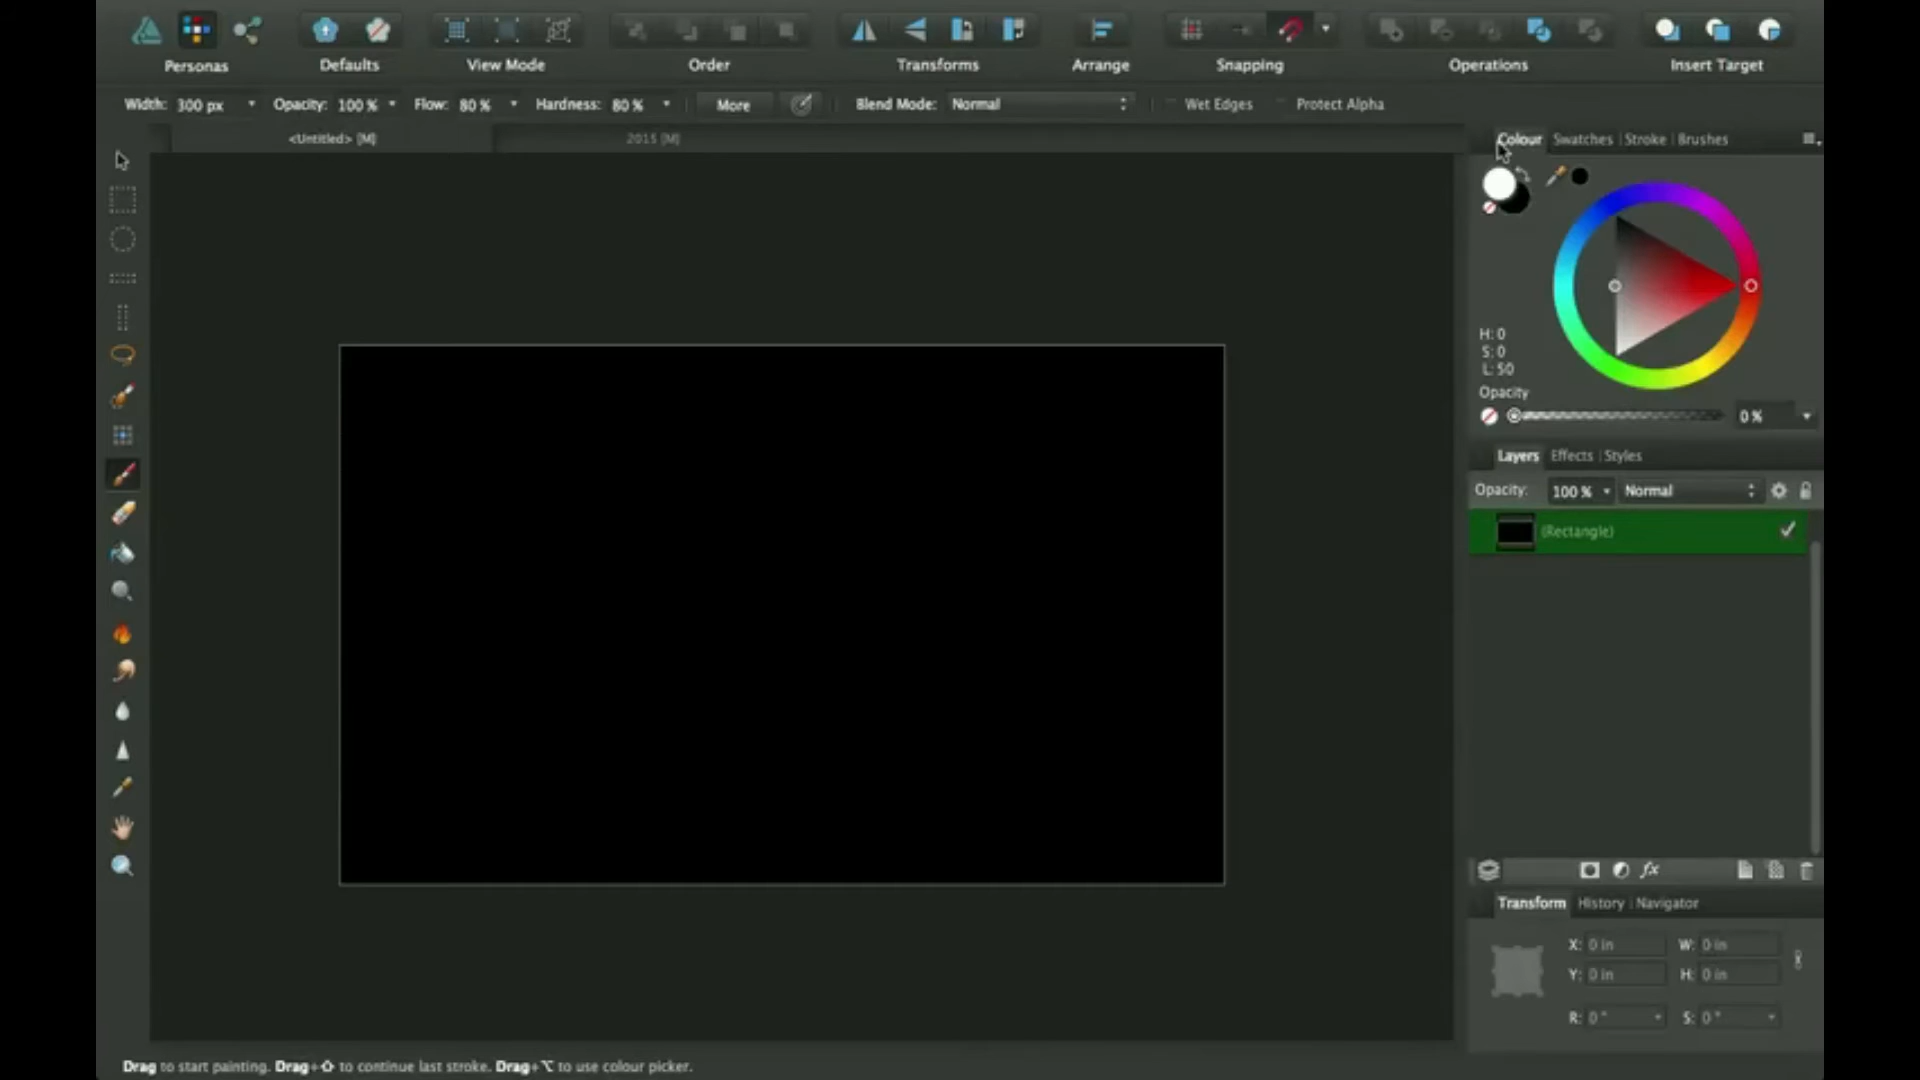 Personas Defaults View Mode Order Transforms Arrange Snapping Operations Insert Target
Width: 300 px Opacity: 100 % Flow: 80 % Hardness: 80 % More Blend Mode: Normal Wet Edges Protect Alpha
<Untitled> [M] 2015 [M]
Colour Swatches Stroke Brushes
H: 0
S: 0
L: 50
Opacity
0 %
Layers Effects Styles
Opacity: 100 % Normal
(Rectangle)
fx
Transform History Navigator
X: 0 in W: 0 in
Y: 0 in H: 0 in
R: 0 ° S: 0 °
Drag to start painting. Drag+⇧ to continue last stroke. Drag+⌥ to use colour picker.